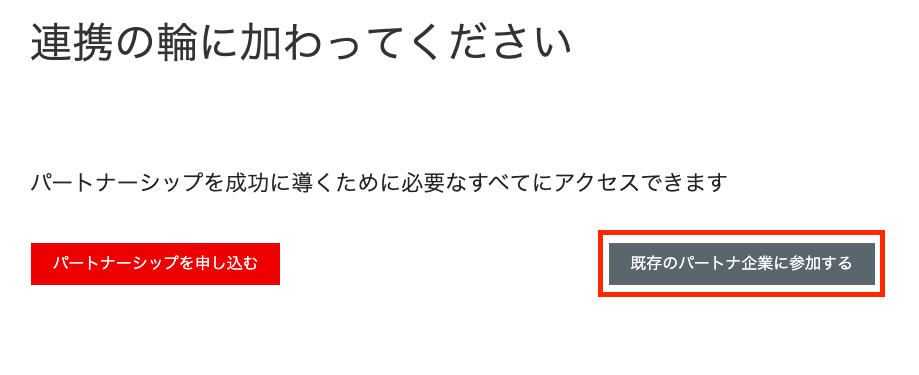 連携の輪に加わってください
パートナーシップを成功に導くために必要なすべてにアクセスできます
パートナーシップを申し込む
既存のパートナ企業に参加する